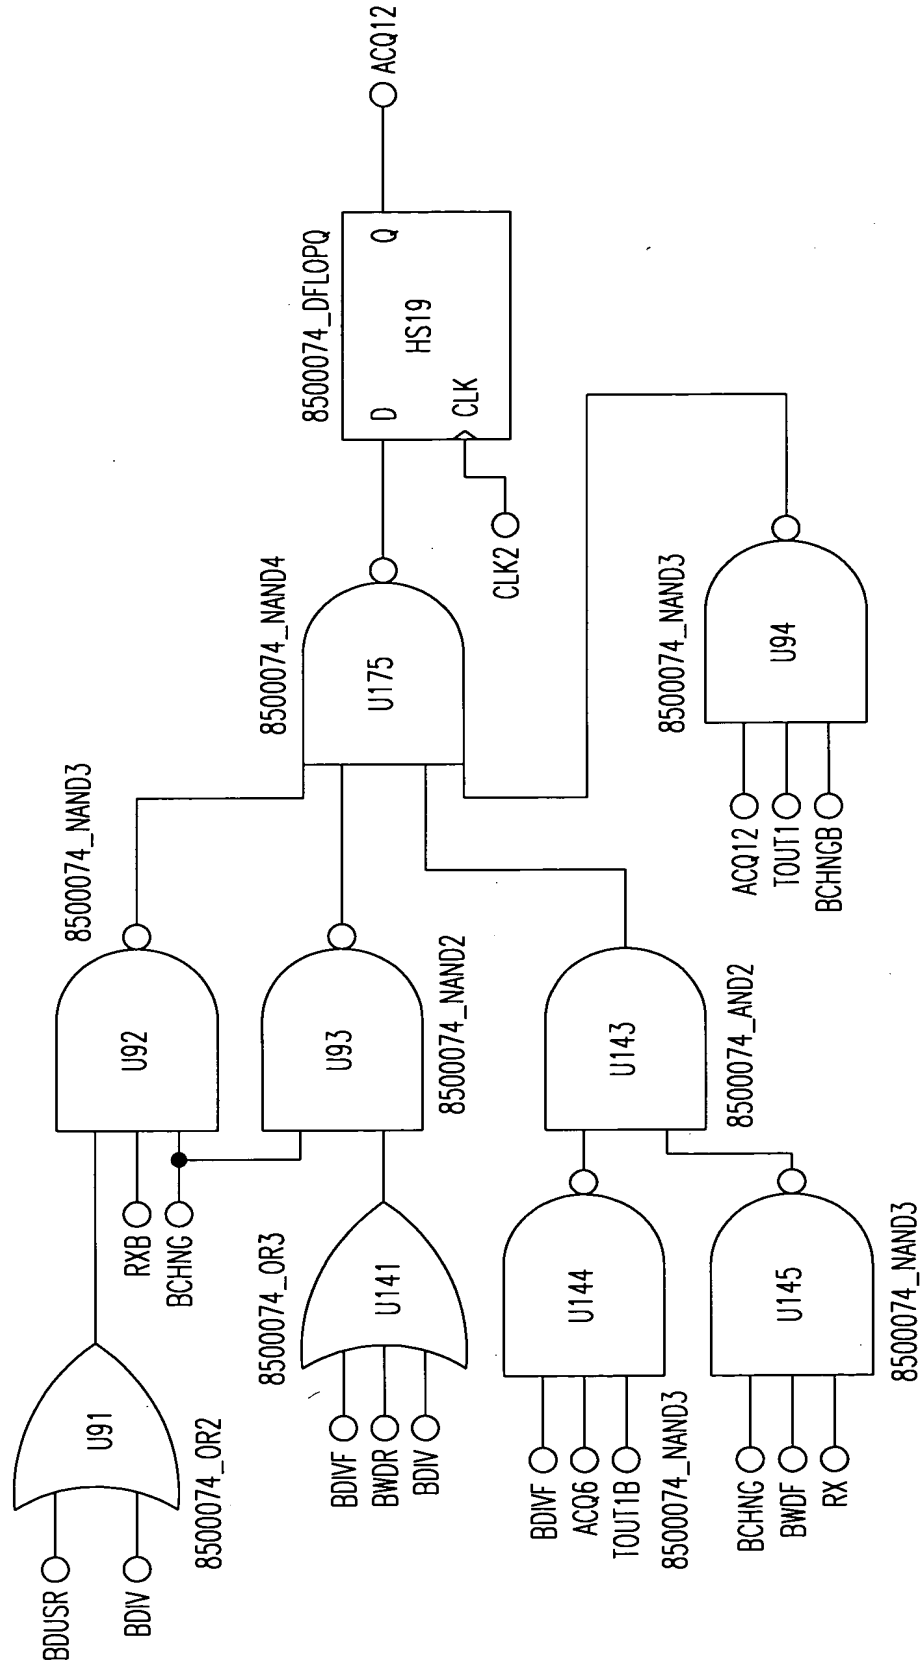 BDUSR
BDIV
U91
8500074_OR2
RXB
BCHNG
U92
8500074_NAND3
BDIVF
BWDR
BDIV
U141
8500074_OR3
U93
8500074_NAND2
BDIVF
ACQ6
TOUT1B
U144
8500074_NAND3
BCHNG
BWDF
RX
U145
8500074_NAND3
U143
8500074_AND2
ACQ12
TOUT1
BCHNGB
U94
8500074_NAND3
U175
8500074_NAND4
CLK2
8500074_DFLOPQ
D
Q
HS19
CLK
ACQ12